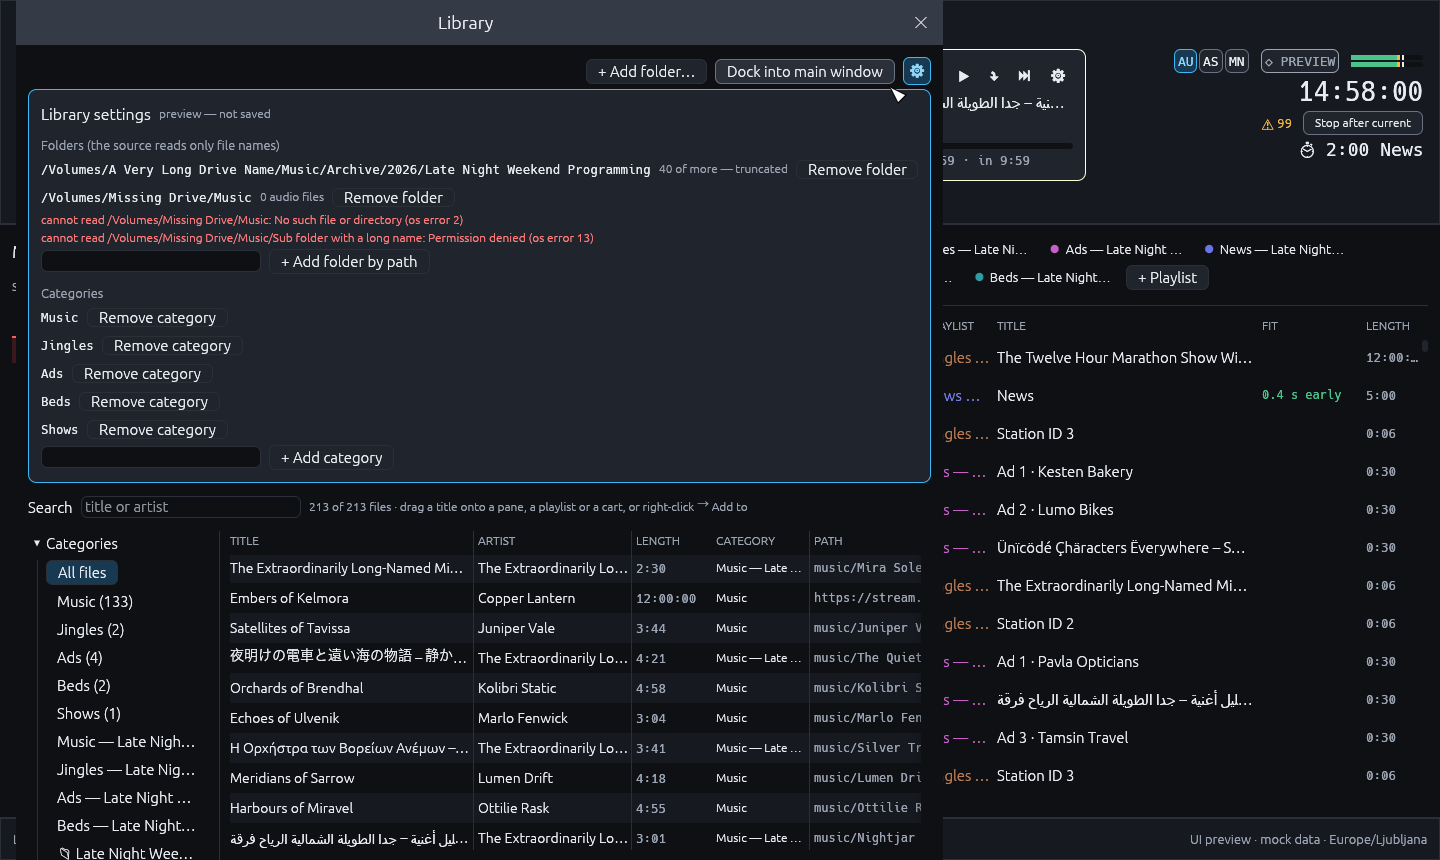 Library
+ Add folder…
Dock into main window
Library settings preview — not saved
Folders (the source reads only file names)
/Volumes/A Very Long Drive Name/Music/Archive/2026/Late Night Weekend Programming 40 of more — truncated Remove folder
/Volumes/Missing Drive/Music 0 audio files Remove folder
cannot read /Volumes/Missing Drive/Music: No such file or directory (os error 2)
cannot read /Volumes/Missing Drive/Music/Sub folder with a long name: Permission denied (os error 13)
+ Add folder by path
Categories
Music Remove category
Jingles Remove category
Ads Remove category
Beds Remove category
Shows Remove category
+ Add category
Search title or artist 213 of 213 files · drag a title onto a pane, a playlist or a cart, or right-click → Add to
▾ Categories
All files
Music (133)
Jingles (2)
Ads (4)
Beds (2)
Shows (1)
Music — Late Nigh…
Jingles — Late Nig…
Ads — Late Night …
Beds — Late Night…
Late Night Wee…
TITLE ARTIST LENGTH CATEGORY PATH
The Extraordinarily Long-Named Mi… The Extraordinarily Lo… 2:30 Music — Late … music/Mira Sole
Embers of Kelmora Copper Lantern 12:00:00 Music https://stream.
Satellites of Tavissa Juniper Vale 3:44 Music music/Juniper V
夜明けの電車と遠い海の物語 – 静か… The Extraordinarily Lo… 4:21 Music — Late … music/The Quiet
Orchards of Brendhal Kolibri Static 4:58 Music music/Kolibri S
Echoes of Ulvenik Marlo Fenwick 3:04 Music music/Marlo Fen
Η Ορχήστρα των Βορείων Ανέμων –… The Extraordinarily Lo… 3:41 Music — Late … music/Silver Tr
Meridians of Sarrow Lumen Drift 4:18 Music music/Lumen Dri
Harbours of Miravel Ottilie Rask 4:55 Music music/Ottilie R
…ليل أغنية – جدا الطويلة الشمالية الرياح فرقة The Extraordinarily Lo… 3:01 Music — Late … music/Nightjar
…نية – جدا الطويلة ال
59 · in 9:59
AU AS MN ◇ PREVIEW
14:58:00
⚠ 99 Stop after current
2:00 News
es — Late Ni… Ads — Late Night … News — Late Night…
… Beds — Late Night… + Playlist
AYLIST TITLE FIT LENGTH
gles … The Twelve Hour Marathon Show Wi… 12:00:…
ws … News 0.4 s early 5:00
gles … Station ID 3 0:06
s — … Ad 1 · Kesten Bakery 0:30
s — … Ad 2 · Lumo Bikes 0:30
s — … Ünïcödé Çhäracters Ëverywhere – S… 0:30
gles … The Extraordinarily Long-Named Mi… 0:06
gles … Station ID 2 0:06
s — … Ad 1 · Pavla Opticians 0:30
s — … …ليل أغنية – جدا الطويلة الشمالية الرياح فرقة 0:30
s — … Ad 3 · Tamsin Travel 0:30
gles … Station ID 3 0:06
UI preview · mock data · Europe/Ljubljana